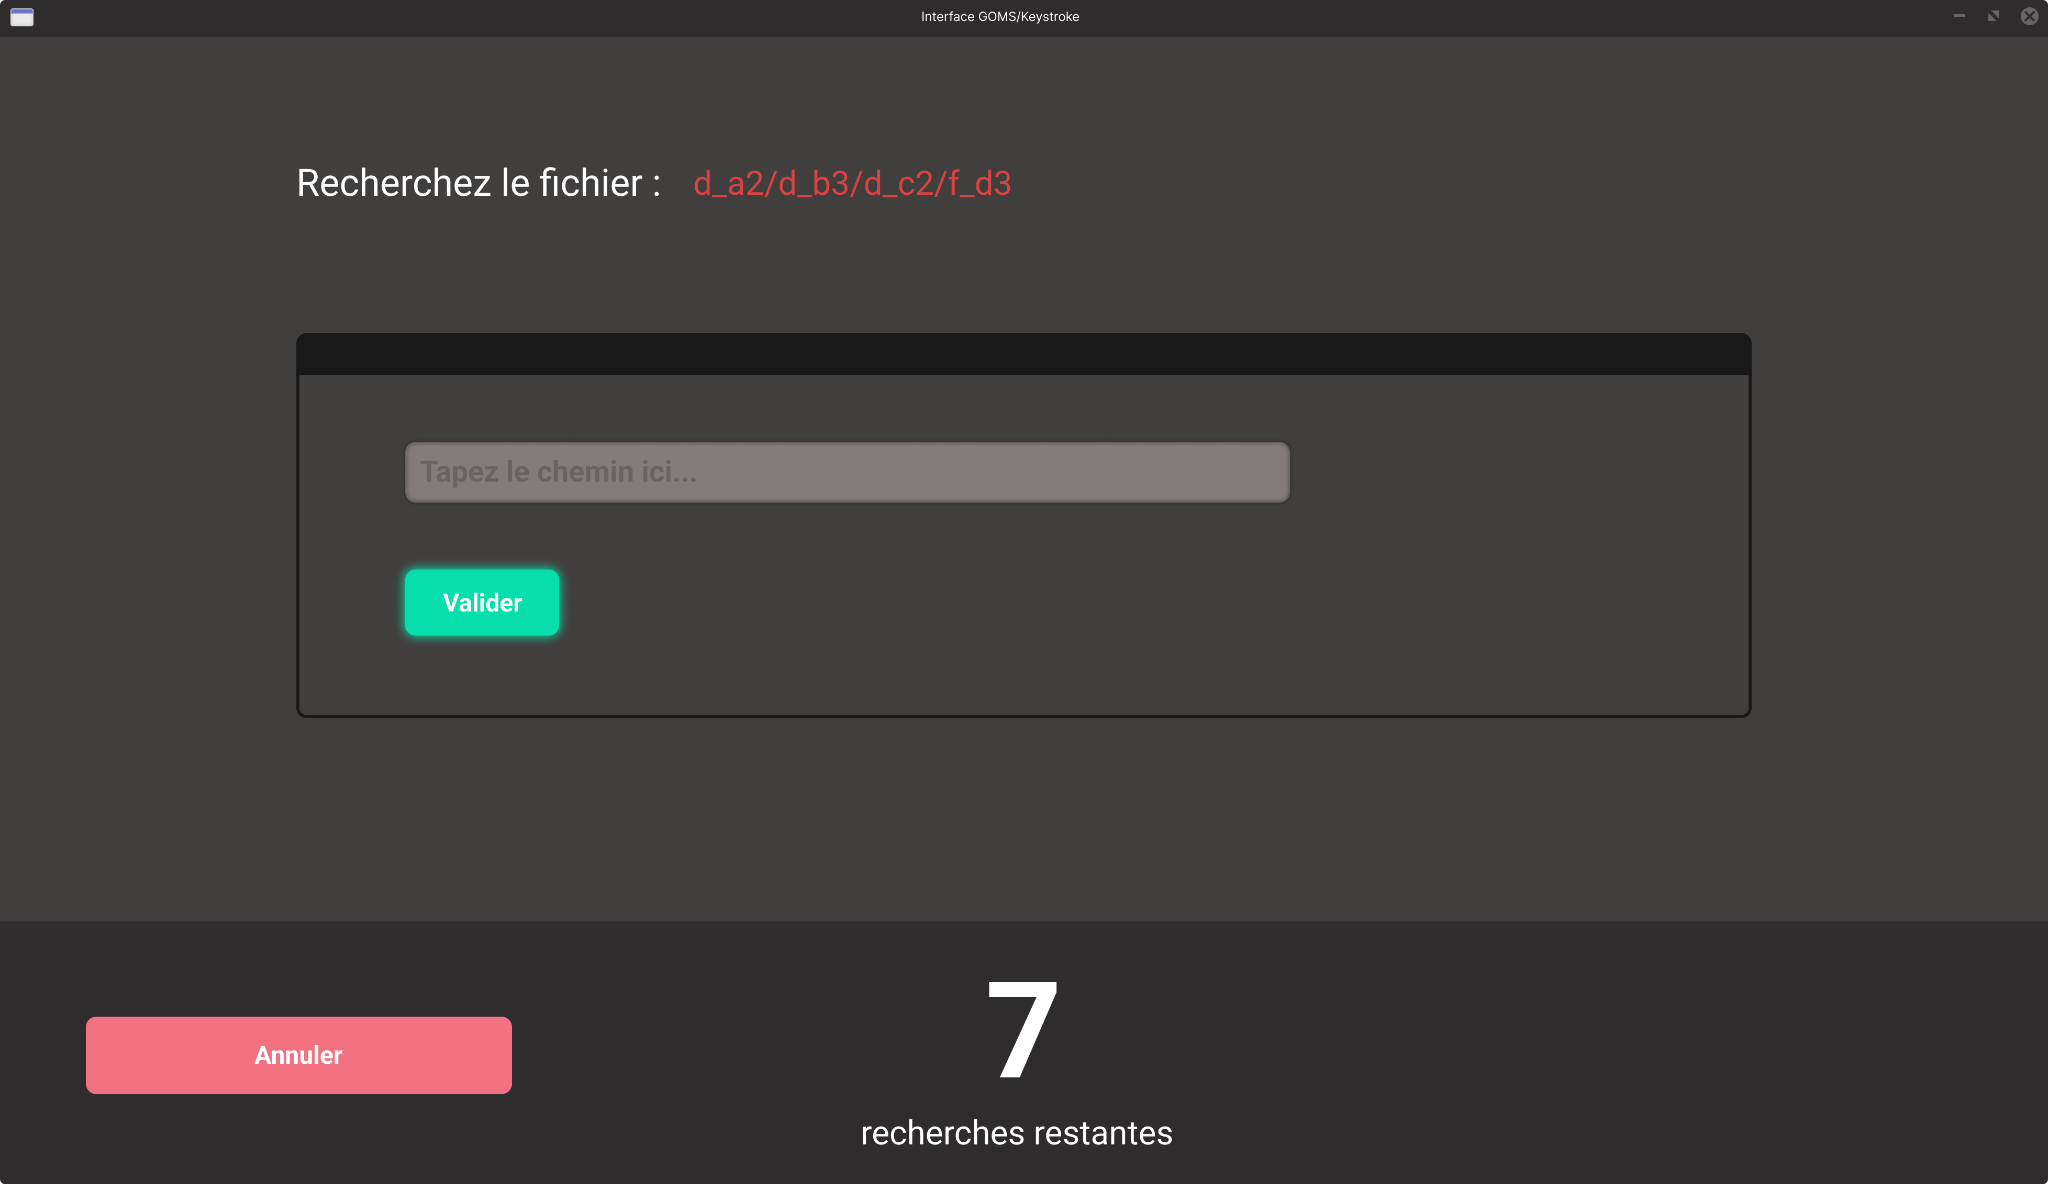 Interface GOMS/Keystroke
Recherchez le fichier : d_a2/d_b3/d_c2/f_d3
Tapez le chemin ici...
Valider
7
Annuler
recherches restantes